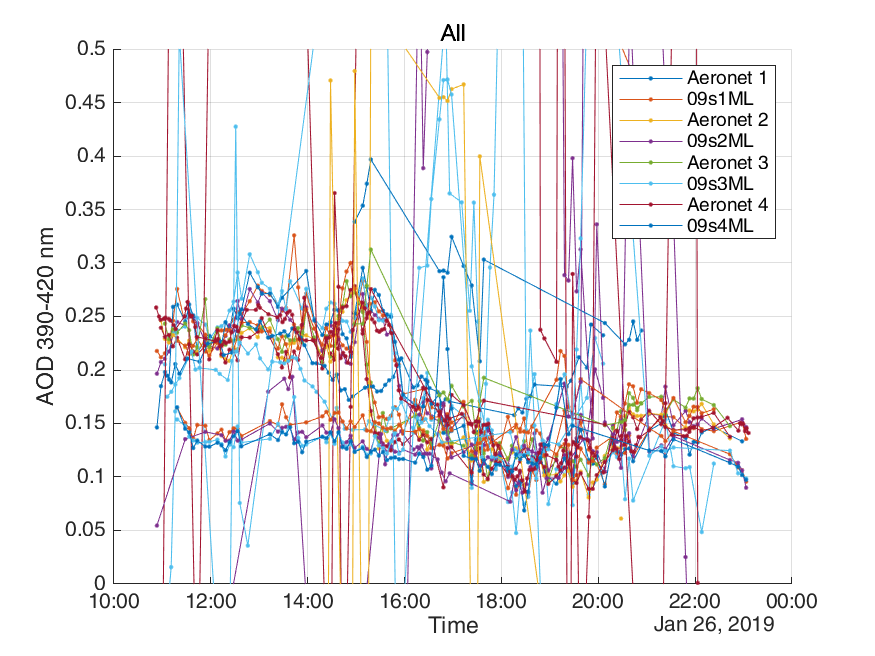 All
0.5
0.45
0.4
0.35
0.3
0.25
0.2
0.15
0.1
0.05
0
AOD 390-420 nm
Aeronet 1
09s1ML
Aeronet 2
09s2ML
Aeronet 3
09s3ML
Aeronet 4
09s4ML
10:00 12:00 14:00 16:00 18:00 20:00 22:00 00:00
Time
Jan 26, 2019